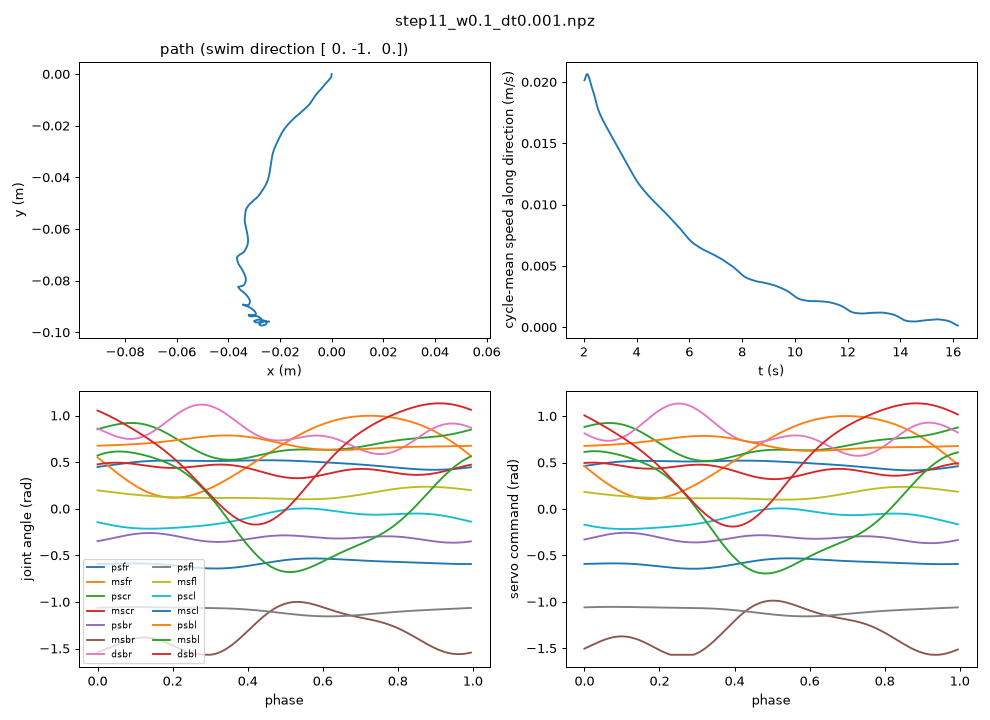 step11_w0.1_dt0.001.npz
path (swim direction [ 0. -1.  0.])
0.00
−0.02
−0.04
−0.06
−0.08
−0.10
y (m)
−0.08 −0.06 −0.04 −0.02 0.00 0.02 0.04 0.06
x (m)
0.020
0.015
0.010
0.005
0.000
cycle-mean speed along direction (m/s)
2 4 6 8 10 12 14 16
t (s)
1.0
0.5
0.0
−0.5
−1.0
−1.5
joint angle (rad)
psfr psfl
msfr msfl
pscr pscl
mscr mscl
psbr psbl
msbr msbl
dsbr dsbl
0.0 0.2 0.4 0.6 0.8 1.0
phase
1.0
0.5
0.0
−0.5
−1.0
−1.5
servo command (rad)
0.0 0.2 0.4 0.6 0.8 1.0
phase